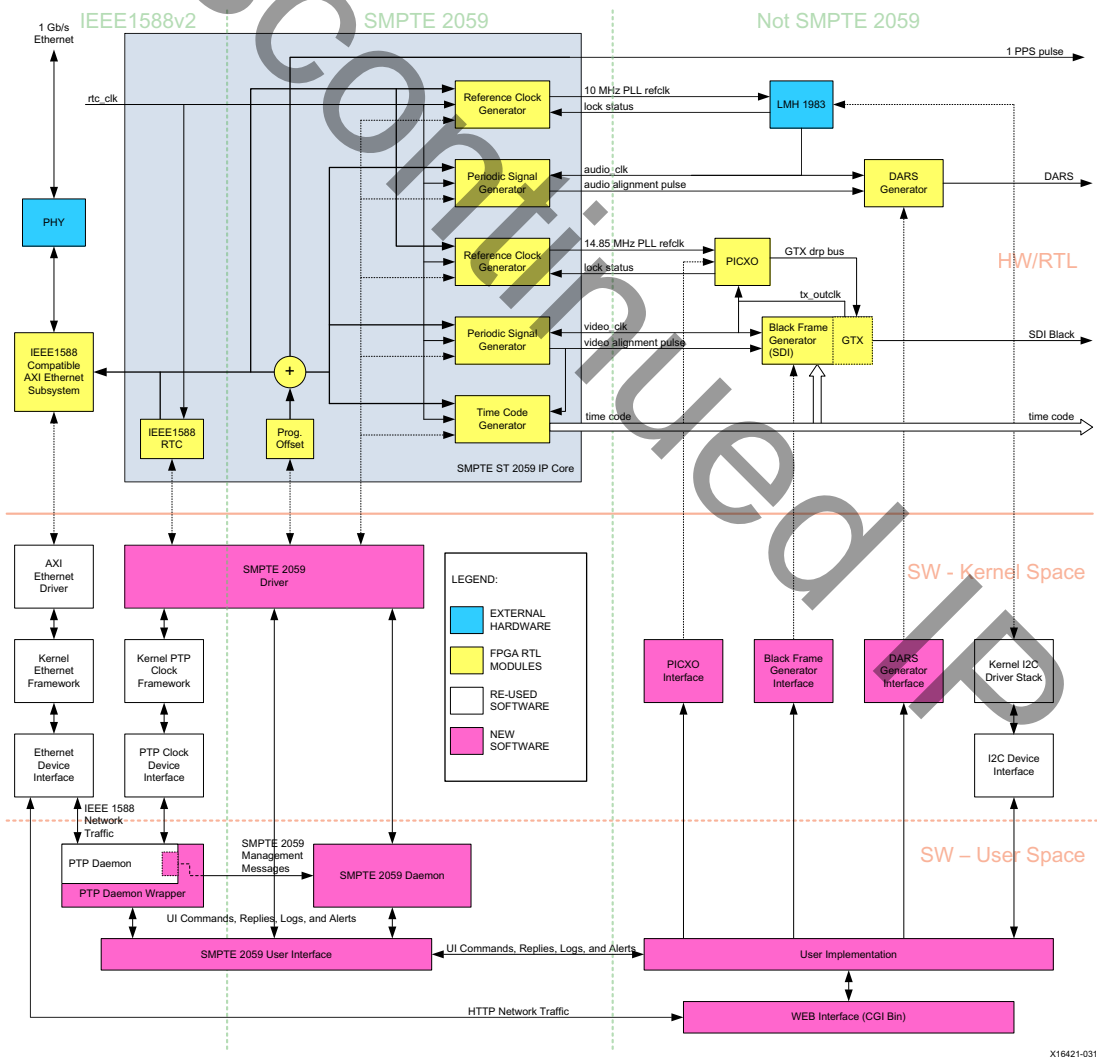 IEEE1588v2
SMPTE 2059
Not SMPTE 2059
1 Gb/s
Ethernet
1 PPS pulse
rtc_clk
Reference Clock
Generator
10 MHz PLL refclk
lock status
LMH 1983
Periodic Signal
Generator
audio_clk
audio alignment pulse
DARS
Generator
DARS
PHY
Reference Clock
Generator
14.85 MHz PLL refclk
lock status
PICXO
GTX drp bus
HW/RTL
tx_outclk
Periodic Signal
Generator
video_clk
video alignment pulse
Black Frame
Generator
(SDI)
GTX
SDI Black
IEEE1588
Compatible
AXI Ethernet
Subsystem
+
IEEE1588
RTC
Prog.
Offset
Time Code
Generator
time code
time code
SMPTE ST 2059 IP Core
AXI
Ethernet
Driver
SMPTE 2059
Driver
SW - Kernel Space
LEGEND:
EXTERNAL
HARDWARE
FPGA RTL
MODULES
RE-USED
SOFTWARE
NEW
SOFTWARE
Kernel
Ethernet
Framework
Kernel PTP
Clock
Framework
PICXO
Interface
Black Frame
Generator
Interface
DARS
Generator
Interface
Kernel I2C
Driver Stack
Ethernet
Device
Interface
PTP Clock
Device
Interface
I2C Device
Interface
IEEE 1588
Network
Traffic
SW – User Space
PTP Daemon
PTP Daemon Wrapper
SMPTE 2059
Management
Messages
SMPTE 2059 Daemon
UI Commands, Replies, Logs, and Alerts
SMPTE 2059 User Interface
UI Commands, Replies, Logs, and Alerts
User Implementation
HTTP Network Traffic
WEB Interface (CGI Bin)
X16421-031
scontinued IP